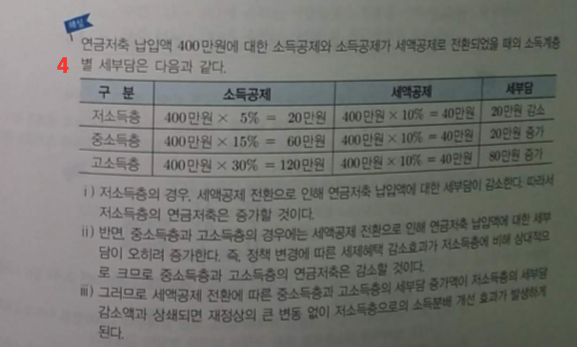 핵심
연금저축 납입액 400만원에 대한 소득공제와 소득공제가 세액공제로 전환되었을 때의 소득계층
4 별 세부담은 다음과 같다.
구 분 소득공제 세액공제 세부담
저소득층 400만원 × 5% = 20만원 400만원 × 10% = 40만원 20만원 감소
중소득층 400만원 × 15% = 60만원 400만원 × 10% = 40만원 20만원 증가
고소득층 400만원 × 30% = 120만원 400만원 × 10% = 40만원 80만원 증가
ⅰ) 저소득층의 경우, 세액공제 전환으로 인해 연금저축 납입액에 대한 세부담이 감소한다. 따라서
저소득층의 연금저축은 증가할 것이다.
ⅱ) 반면, 중소득층과 고소득층의 경우에는 세액공제 전환으로 인해 연금저축 납입액에 대한 세부
담이 오히려 증가한다. 즉, 정책 변경에 따른 세제혜택 감소효과가 저소득층에 비해 상대적으
로 크므로 중소득층과 고소득층의 연금저축은 감소할 것이다.
ⅲ) 그러므로 세액공제 전환에 따른 중소득층과 고소득층의 세부담 증가액이 저소득층의 세부담
감소액과 상쇄되면 재정상의 큰 변동 없이 저소득층으로의 소득분배 개선 효과가 발생하게
된다.